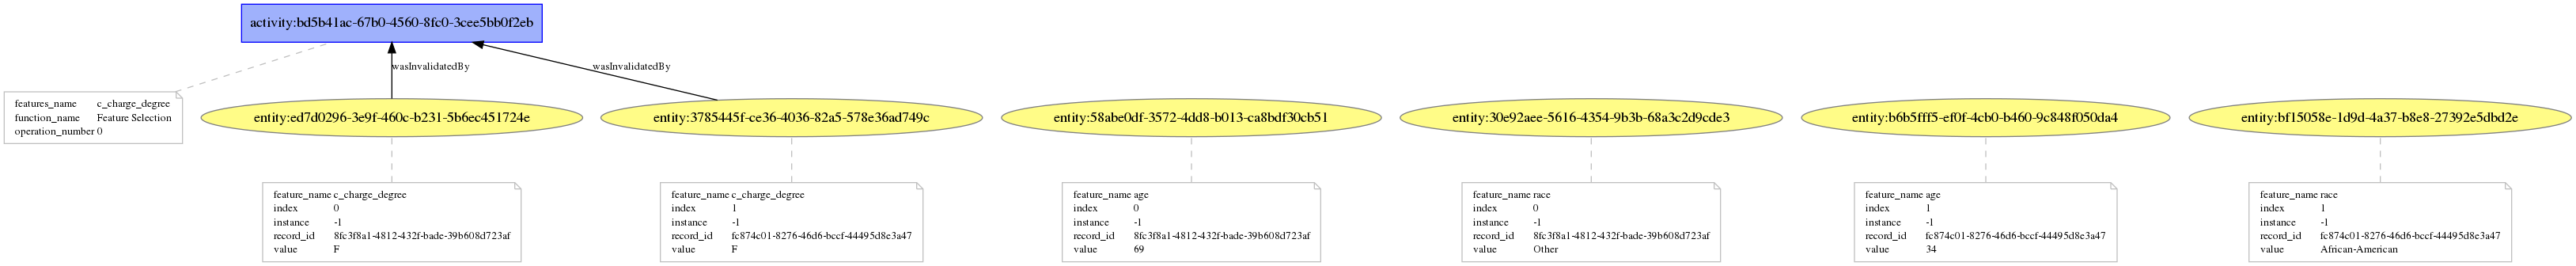 activity:bd5b41ac-67b0-4560-8fc0-3cee5bb0f2eb
wasInvalidatedBy
wasInvalidatedBy
features_name c_charge_degree
function_name Feature Selection
operation_number 0
entity:ed7d0296-3e9f-460c-b231-5b6ec451724e
entity:3785445f-ce36-4036-82a5-578e36ad749c
entity:58abe0df-3572-4dd8-b013-ca8bdf30cb51
entity:30e92aee-5616-4354-9b3b-68a3c2d9cde3
entity:b6b5fff5-ef0f-4cb0-b460-9c848f050da4
entity:bf15058e-1d9d-4a37-b8e8-27392e5dbd2e
feature_name c_charge_degree
index 0
instance -1
record_id 8fc3f8a1-4812-432f-bade-39b608d723af
value F
feature_name c_charge_degree
index 1
instance -1
record_id fc874c01-8276-46d6-bccf-44495d8e3a47
value F
feature_name age
index 0
instance -1
record_id 8fc3f8a1-4812-432f-bade-39b608d723af
value 69
feature_name race
index 0
instance -1
record_id 8fc3f8a1-4812-432f-bade-39b608d723af
value Other
feature_name age
index 1
instance -1
record_id fc874c01-8276-46d6-bccf-44495d8e3a47
value 34
feature_name race
index 1
instance -1
record_id fc874c01-8276-46d6-bccf-44495d8e3a47
value African-American